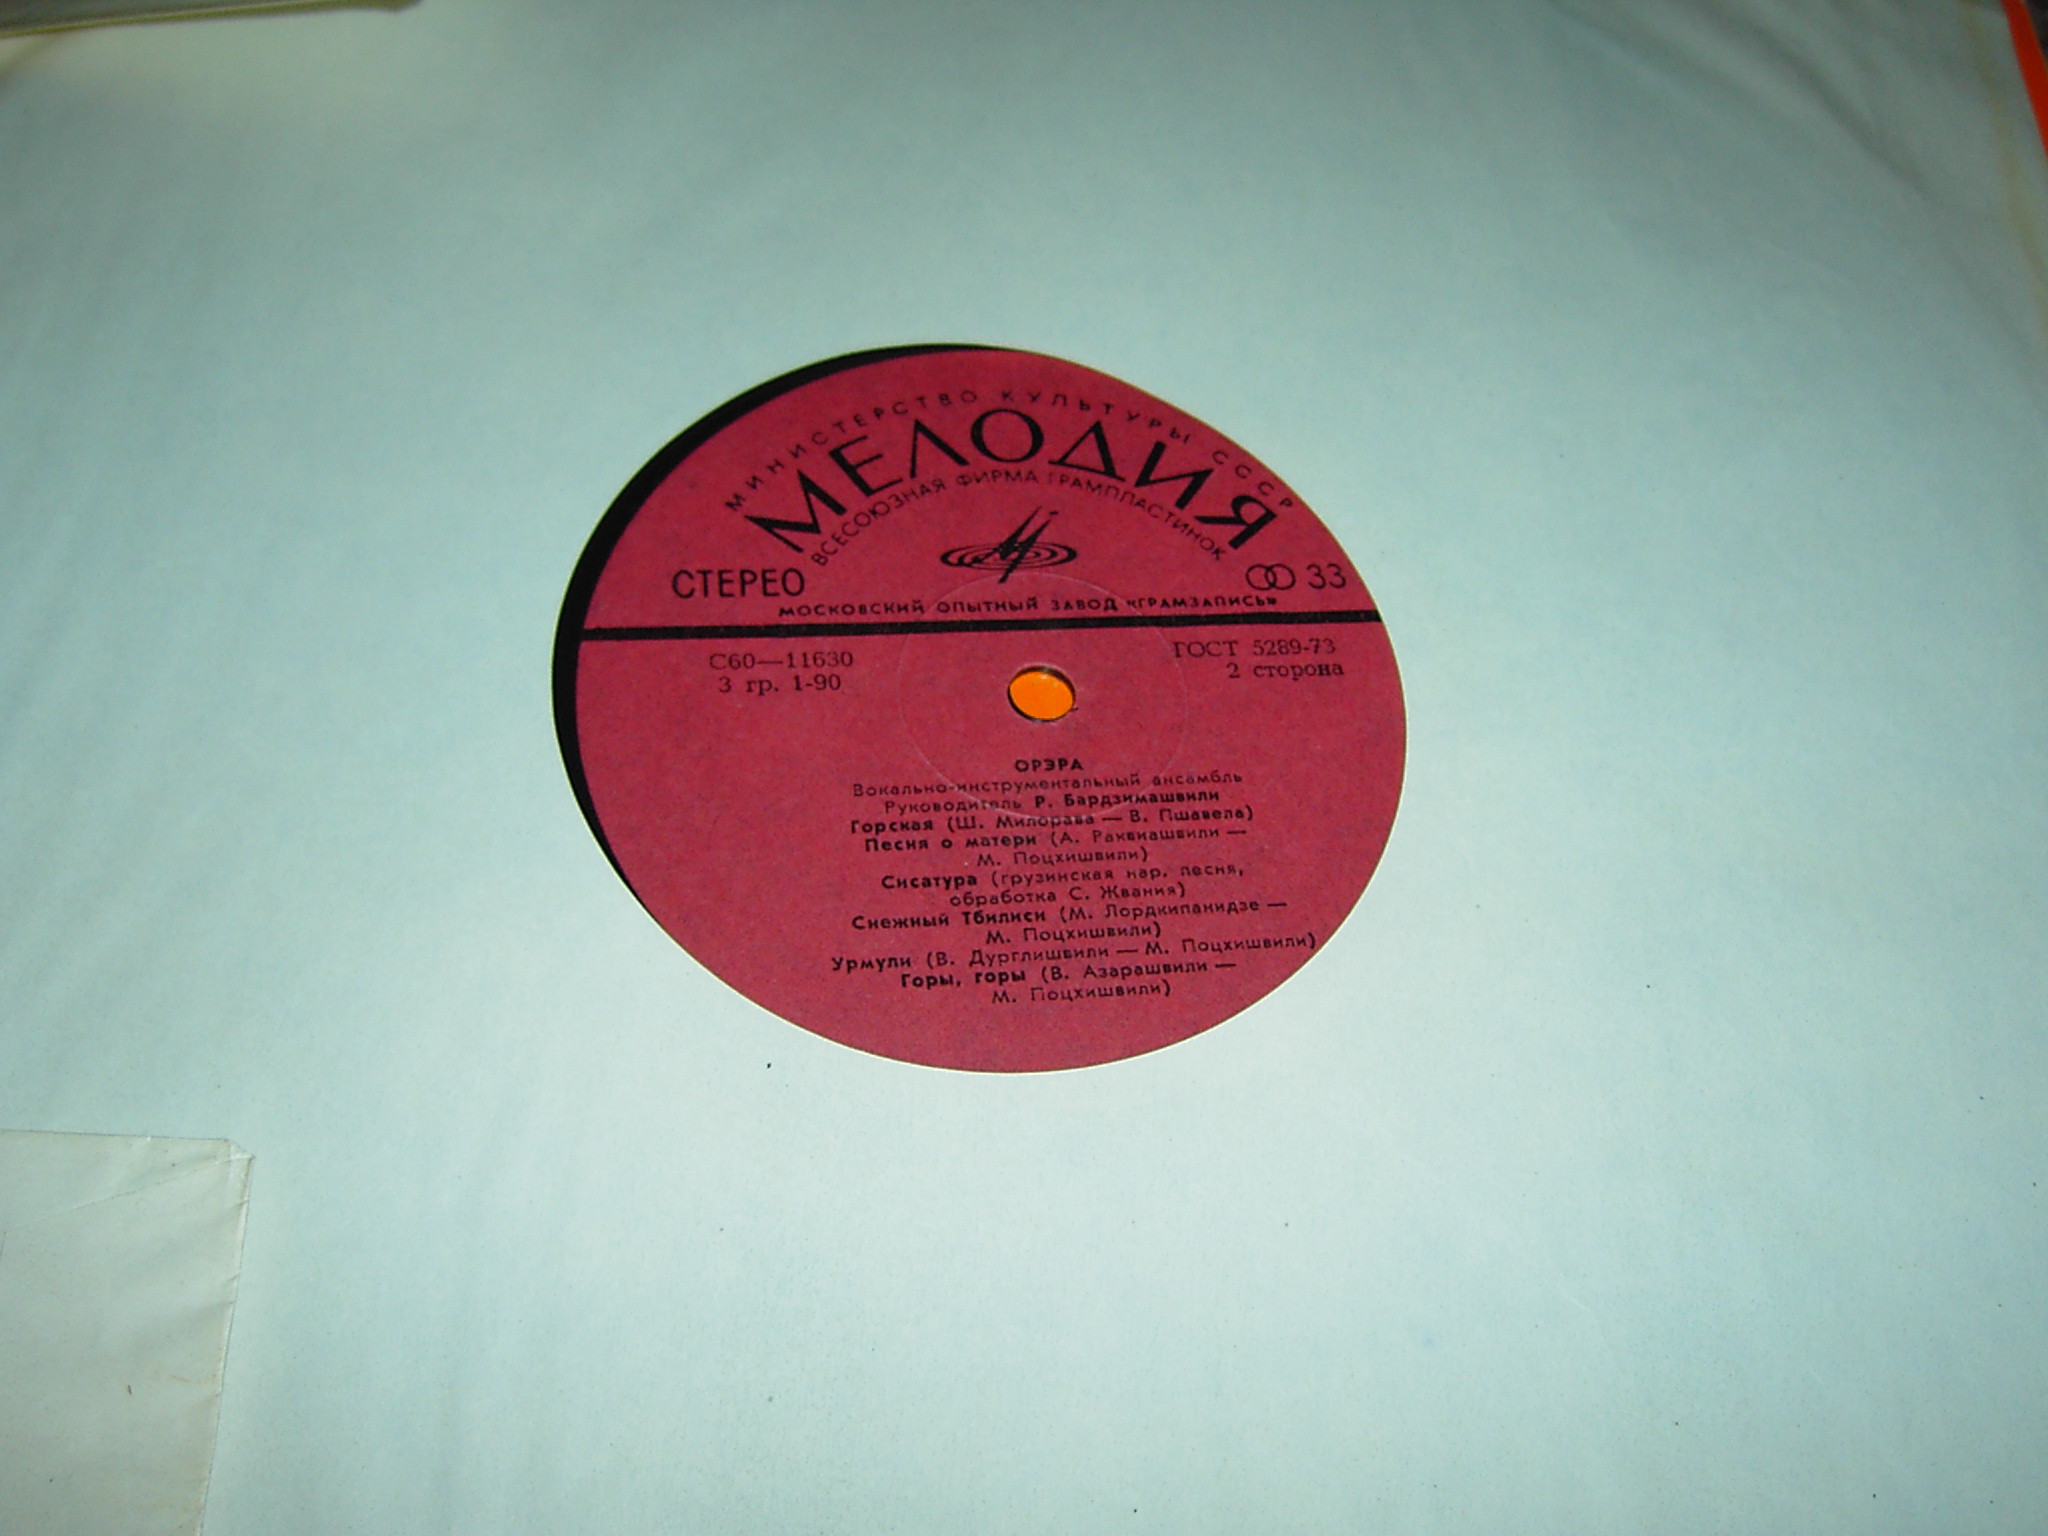 МИНИСТЕРСТВО КУЛЬТУРЫ СССР
МЕЛОДИЯ
ВСЕСОЮЗНАЯ ФИРМА ГРАМПЛАСТИНОК
СТЕРЕО
33
МОСКОВСКИЙ ОПЫТНЫЙ ЗАВОД «ГРАМЗАПИСЬ»
С60—11630
3 гр. 1-90
ГОСТ 5289-73
2 сторона
ОРЭРА
Вокально-инструментальный ансамбль
Руководитель Р. Бардзимашвили
Горская (Ш. Милорава — В. Пшавела)
Песня о матери (А. Раквиашвили —
М. Поцхишвили)
Сисатура (грузинская нар. песня,
обработка С. Жвания)
Снежный Тбилиси (М. Лордкипанидзе —
М. Поцхишвили)
Урмули (В. Дурглишвили — М. Поцхишвили)
Горы, горы (В. Азарашвили —
М. Поцхишвили)